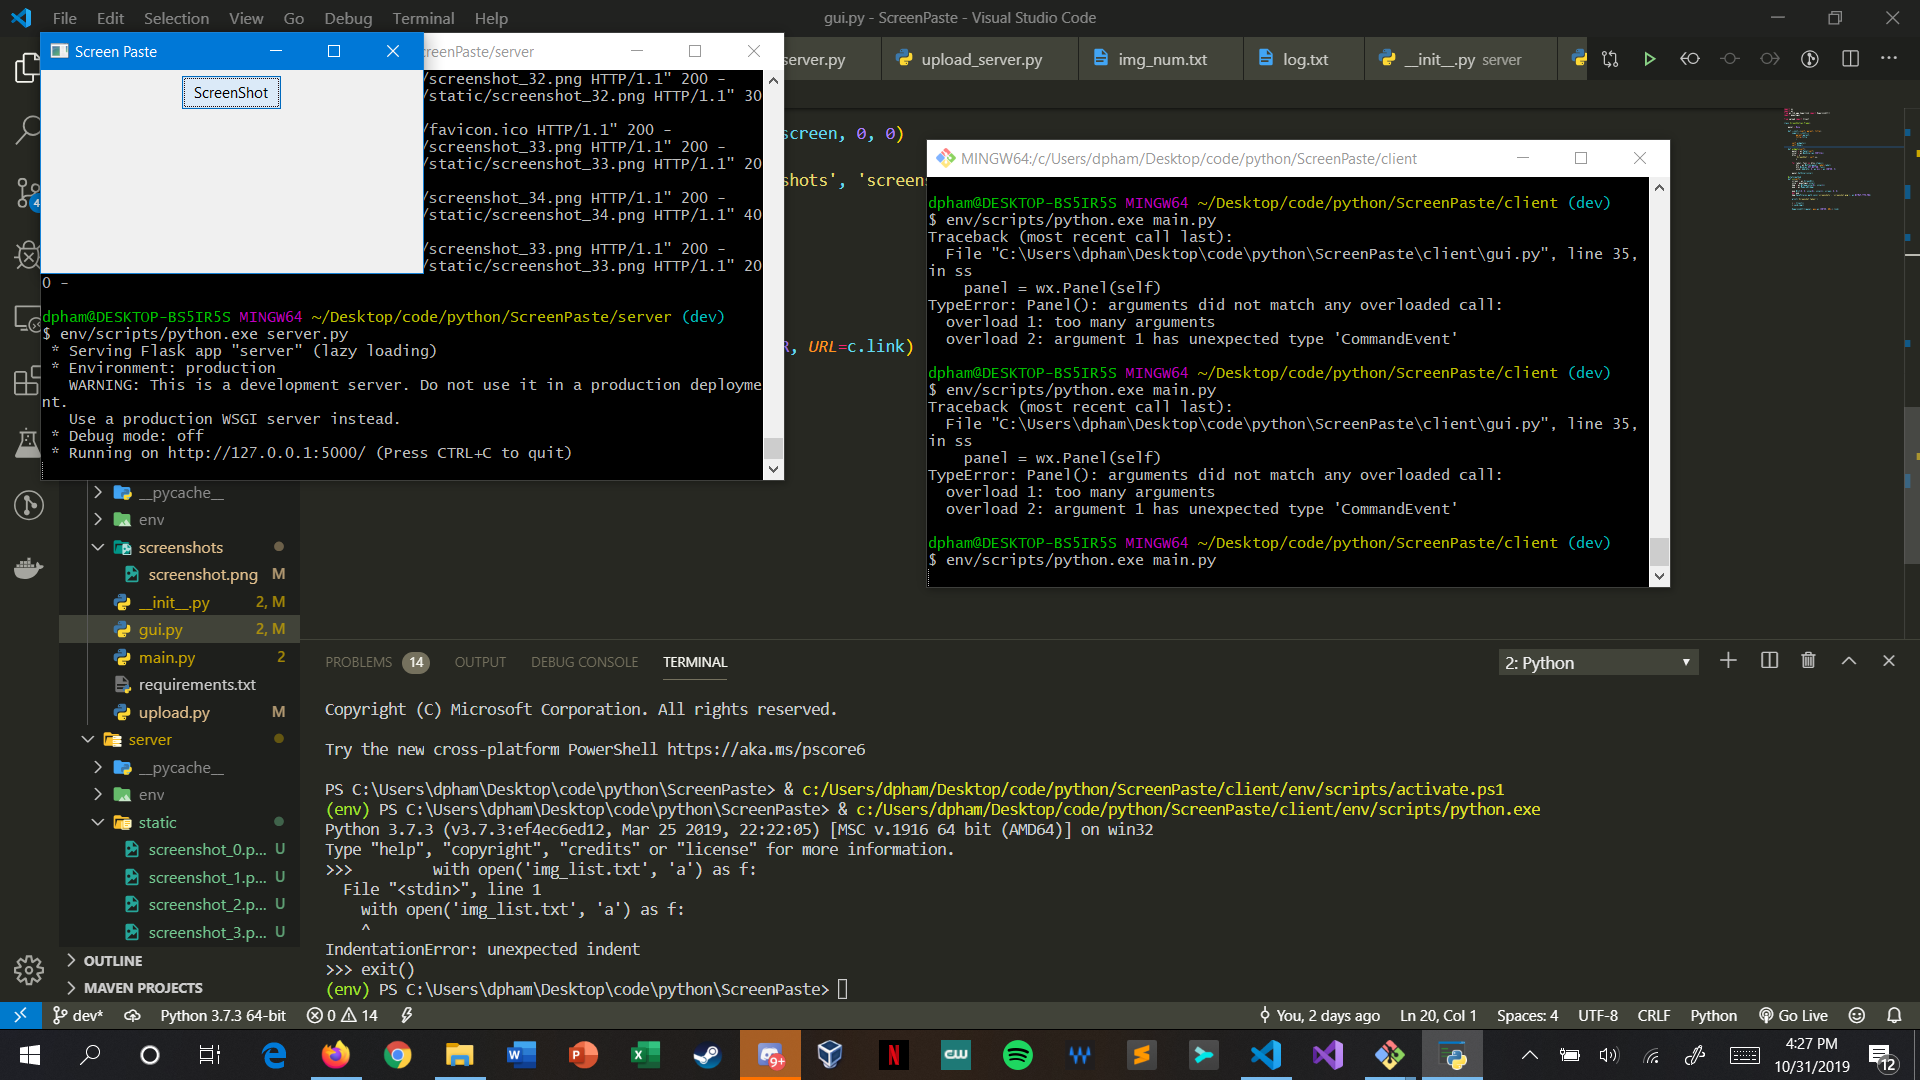 File Edit Selection View Go Debug Terminal Help
gui.py - ScreenPaste - Visual Studio Code
Screen Paste
ScreenShot
creenPaste/server
/screenshot_32.png HTTP/1.1" 200 -
/static/screenshot_32.png HTTP/1.1" 30
/favicon.ico HTTP/1.1" 200 -
/screenshot_33.png HTTP/1.1" 200 -
/static/screenshot_33.png HTTP/1.1" 20
/screenshot_34.png HTTP/1.1" 200 -
/static/screenshot_34.png HTTP/1.1" 40
/screenshot_33.png HTTP/1.1" 200 -
/static/screenshot_33.png HTTP/1.1" 20
0 -
dpham@DESKTOP-BS5IR5S MINGW64 ~/Desktop/code/python/ScreenPaste/server (dev)
$ env/scripts/python.exe server.py
* Serving Flask app "server" (lazy loading)
* Environment: production
WARNING: This is a development server. Do not use it in a production deployme
nt.
Use a production WSGI server instead.
* Debug mode: off
* Running on http://127.0.0.1:5000/ (Press CTRL+C to quit)
server.py
upload_server.py
img_num.txt
log.txt
__init__.py server
screen, 0, 0)
shots', 'screens
R, URL=c.link)
MINGW64:/c/Users/dpham/Desktop/code/python/ScreenPaste/client
dpham@DESKTOP-BS5IR5S MINGW64 ~/Desktop/code/python/ScreenPaste/client (dev)
$ env/scripts/python.exe main.py
Traceback (most recent call last):
File "C:\Users\dpham\Desktop\code\python\ScreenPaste\client\gui.py", line 35,
in ss
panel = wx.Panel(self)
TypeError: Panel(): arguments did not match any overloaded call:
overload 1: too many arguments
overload 2: argument 1 has unexpected type 'CommandEvent'
dpham@DESKTOP-BS5IR5S MINGW64 ~/Desktop/code/python/ScreenPaste/client (dev)
$ env/scripts/python.exe main.py
Traceback (most recent call last):
File "C:\Users\dpham\Desktop\code\python\ScreenPaste\client\gui.py", line 35,
in ss
panel = wx.Panel(self)
TypeError: Panel(): arguments did not match any overloaded call:
overload 1: too many arguments
overload 2: argument 1 has unexpected type 'CommandEvent'
dpham@DESKTOP-BS5IR5S MINGW64 ~/Desktop/code/python/ScreenPaste/client (dev)
$ env/scripts/python.exe main.py
4
__pycache__
env
screenshots
screenshot.png M
__init__.py 2, M
gui.py 2, M
main.py 2
requirements.txt
upload.py M
server
__pycache__
env
static
screenshot_0.p... U
screenshot_1.p... U
screenshot_2.p... U
screenshot_3.p... U
OUTLINE
MAVEN PROJECTS
PROBLEMS 14 OUTPUT DEBUG CONSOLE TERMINAL
2: Python
Copyright (C) Microsoft Corporation. All rights reserved.
Try the new cross-platform PowerShell https://aka.ms/pscore6
PS C:\Users\dpham\Desktop\code\python\ScreenPaste> & c:/Users/dpham/Desktop/code/python/ScreenPaste/client/env/scripts/activate.ps1
(env) PS C:\Users\dpham\Desktop\code\python\ScreenPaste> & c:/Users/dpham/Desktop/code/python/ScreenPaste/client/env/scripts/python.exe
Python 3.7.3 (v3.7.3:ef4ec6ed12, Mar 25 2019, 22:22:05) [MSC v.1916 64 bit (AMD64)] on win32
Type "help", "copyright", "credits" or "license" for more information.
>>> with open('img_list.txt', 'a') as f:
File "<stdin>", line 1
with open('img_list.txt', 'a') as f:
^
IndentationError: unexpected indent
>>> exit()
(env) PS C:\Users\dpham\Desktop\code\python\ScreenPaste>
dev* Python 3.7.3 64-bit 0 14
You, 2 days ago Ln 20, Col 1 Spaces: 4 UTF-8 CRLF Python Go Live
9+
N
CW
4:27 PM
10/31/2019
12